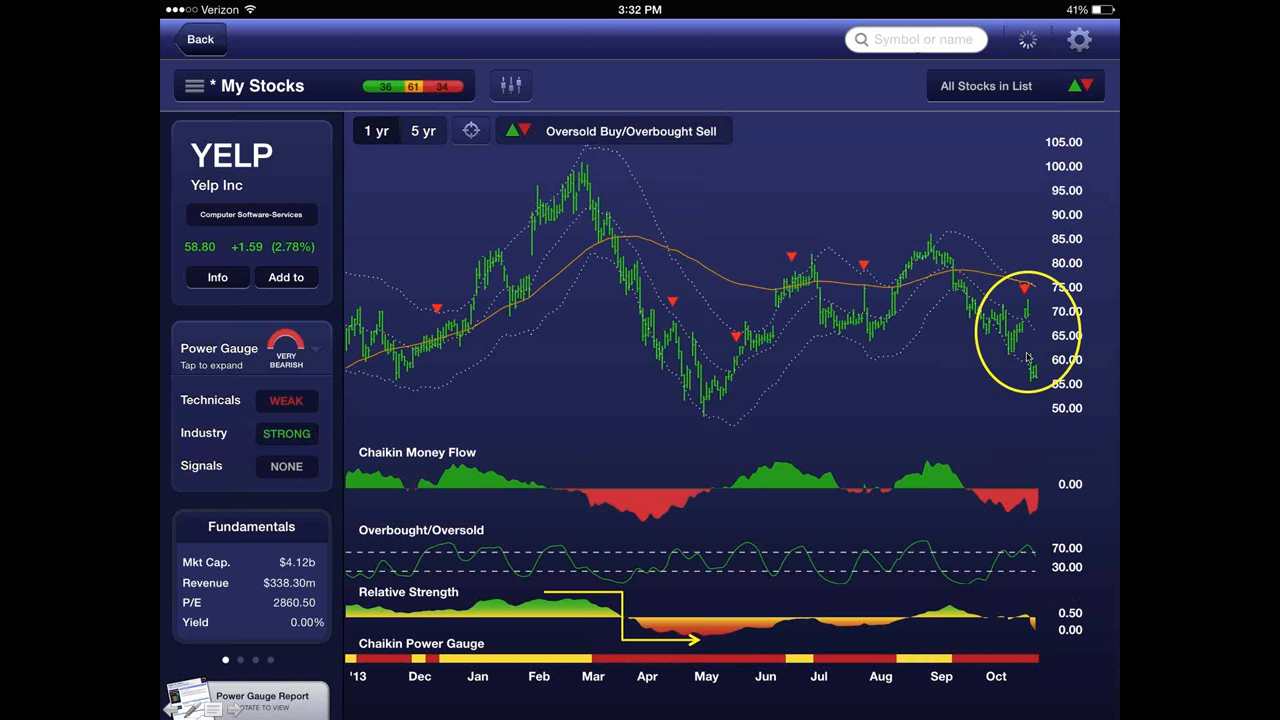 Verizon
3:32 PM
41%
Back
Symbol or name
* My Stocks
36 61 34
All Stocks in List
YELP
Yelp Inc
Computer Software-Services
58.80 +1.59 (2.78%)
Info
Add to
1 yr
5 yr
Oversold Buy/Overbought Sell
105.00
100.00
95.00
90.00
85.00
80.00
75.00
70.00
65.00
60.00
55.00
50.00
Power Gauge
Tap to expand
VERY
BEARISH
Technicals WEAK
Industry STRONG
Signals NONE
Fundamentals
Mkt Cap. $4.12b
Revenue $338.30m
P/E 2860.50
Yield 0.00%
Chaikin Money Flow
0.00
Overbought/Oversold
70.00
30.00
Relative Strength
0.50
0.00
Chaikin Power Gauge
'13 Dec Jan Feb Mar Apr May Jun Jul Aug Sep Oct
Power Gauge Report
TO VIEW